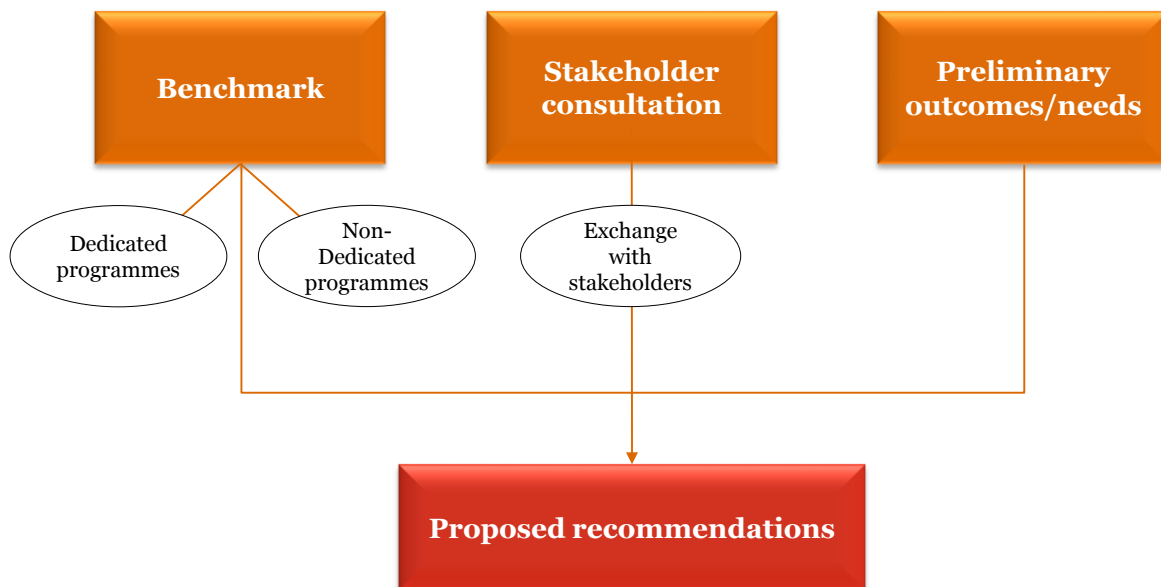 Benchmark
Stakeholder
consultation
Preliminary
outcomes/needs
Dedicated
programmes
Non-
Dedicated
programmes
Exchange
with
stakeholders
Proposed recommendations